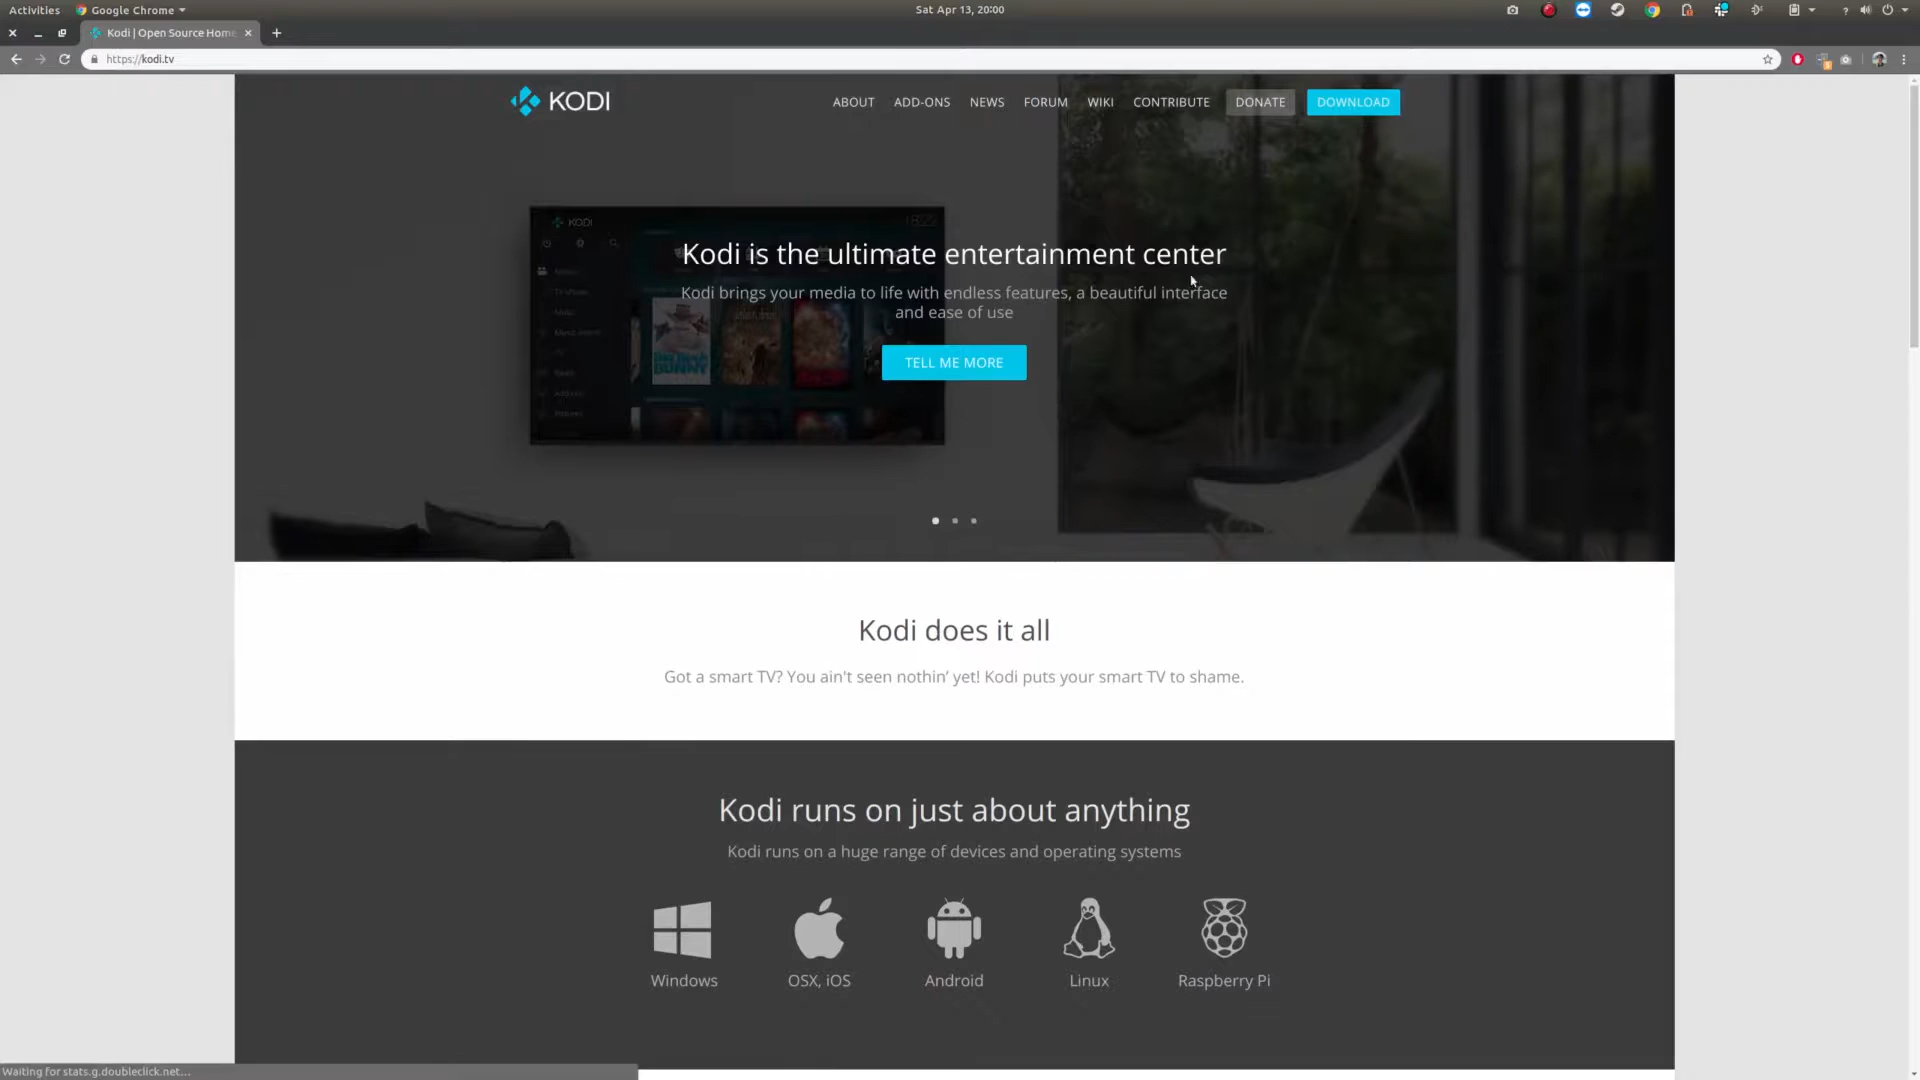 Activities
Google Chrome
Sat Apr 13, 20:00
Kodi | Open Source Home
https://kodi.tv
KODI
ABOUT
ADD-ONS
NEWS
FORUM
WIKI
CONTRIBUTE
DONATE
DOWNLOAD
KODI
18:22
Kodi is the ultimate entertainment center
Kodi brings your media to life with endless features, a beautiful interface
and ease of use
TELL ME MORE
Kodi does it all
Got a smart TV? You ain't seen nothin’ yet! Kodi puts your smart TV to shame.
Kodi runs on just about anything
Kodi runs on a huge range of devices and operating systems
Windows
OSX, iOS
Android
Linux
Raspberry Pi
Waiting for stats.g.doubleclick.net...